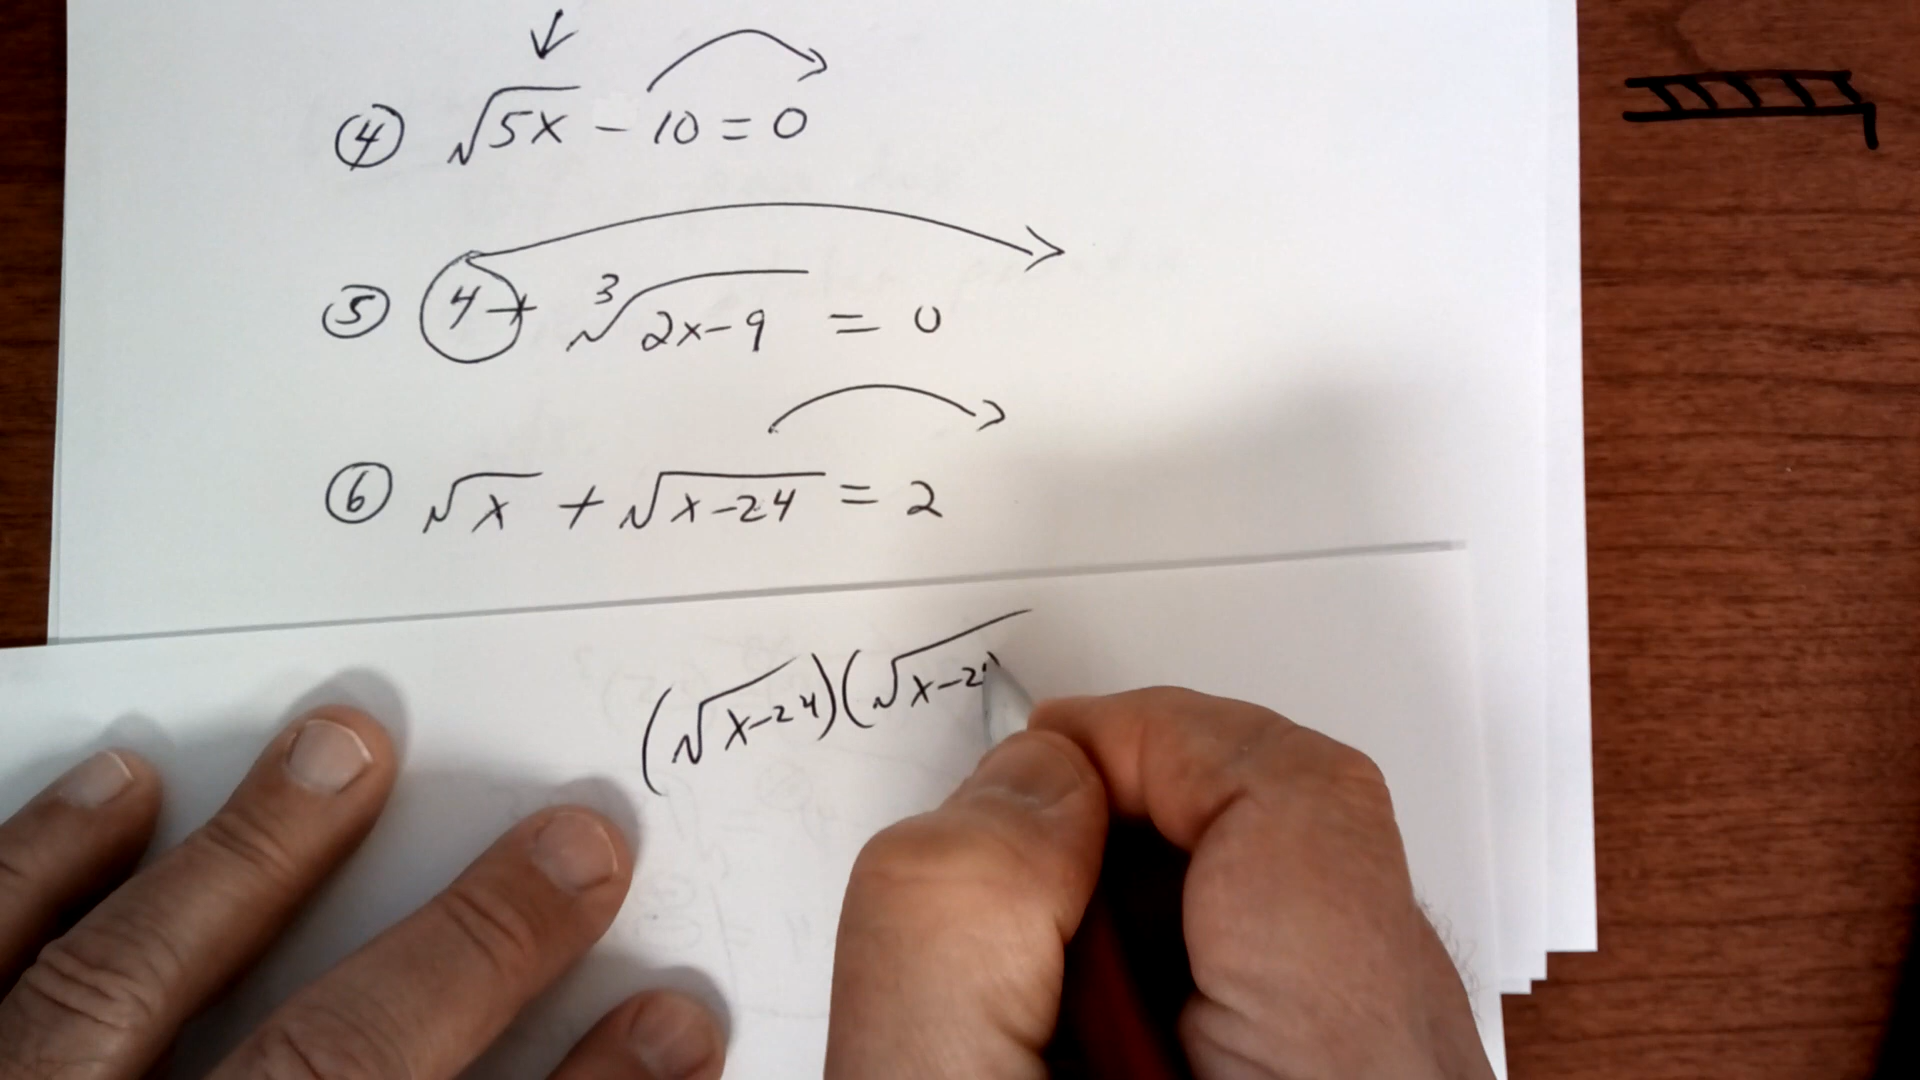 ④ √5x - 10 = 0
⑤ 4+ ∛2x-9 = 0
⑥ √x + √x-24 = 2
(√x-24)(√x-2